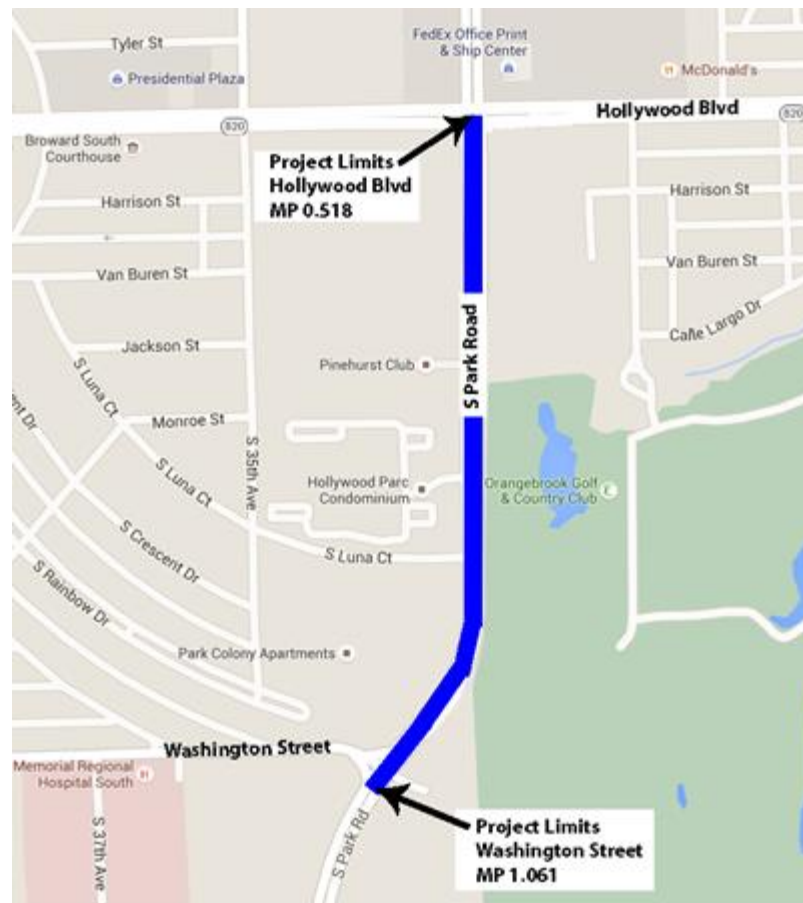 Tyler St
FedEx Office Print
& Ship Center
Presidential Plaza
McDonald's
Hollywood Blvd
820
820
Broward South
Courthouse
Project Limits
Hollywood Blvd
MP 0.518
Harrison St
Harrison St
Van Buren St
Van Buren St
Calle Largo Dr
Jackson St
S Luna Ct
Pinehurst Club
S Park Road
Monroe St
S 35th Ave
S Luna Ct
Hollywood Parc
Condominium
Orangebrook Golf
& Country Club
S Crescent Dr
S Luna Ct
S Rainbow Dr
Park Colony Apartments
Washington Street
Memorial Regional
Hospital South
H
S 37th Ave
S Park Rd
Project Limits
Washington Street
MP 1.061